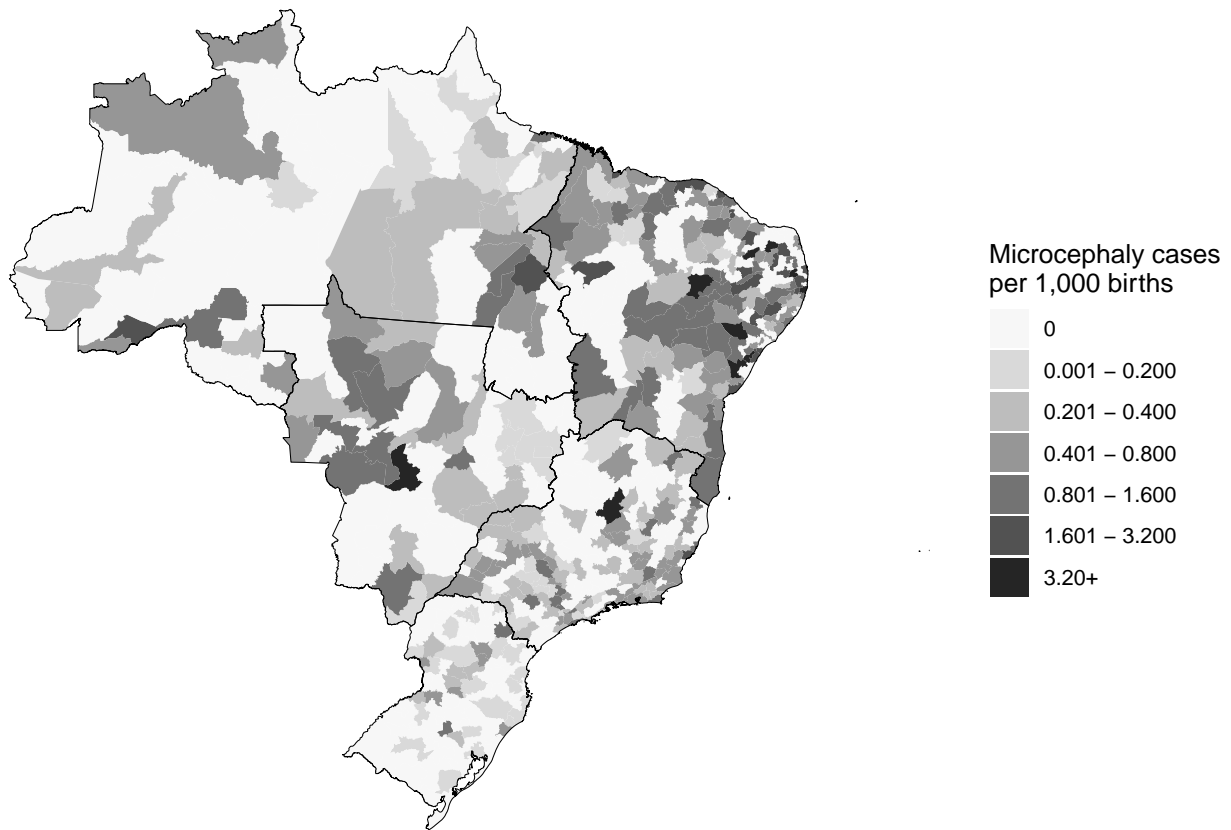 Microcephaly cases
per 1,000 births
0
0.001 – 0.200
0.201 – 0.400
0.401 – 0.800
0.801 – 1.600
1.601 – 3.200
3.20+